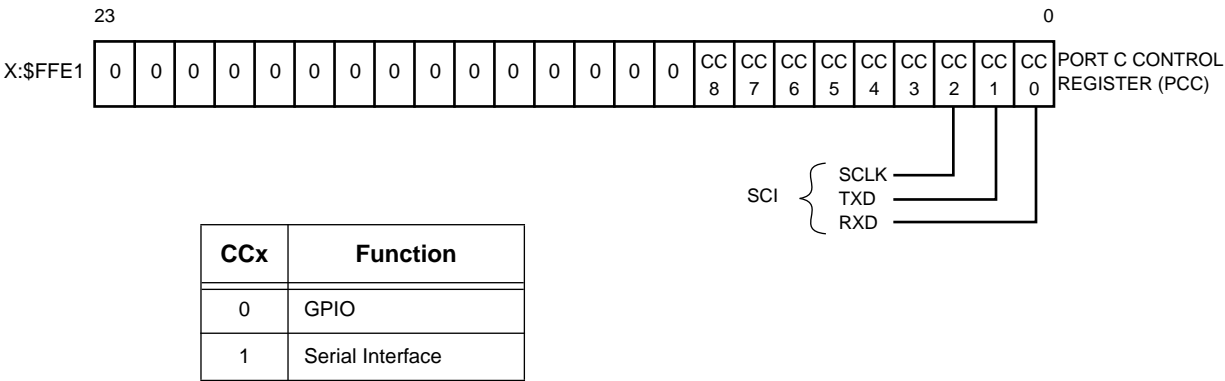 23 0
X:$FFE1 0 0 0 0 0 0 0 0 0 0 0 0 0 0 0 CC 8 CC 7 CC 6 CC 5 CC 4 CC 3 CC 2 CC 1 CC 0 PORT C CONTROL
REGISTER (PCC)
SCI
SCLK
TXD
RXD
CCx Function
0 GPIO
1 Serial Interface